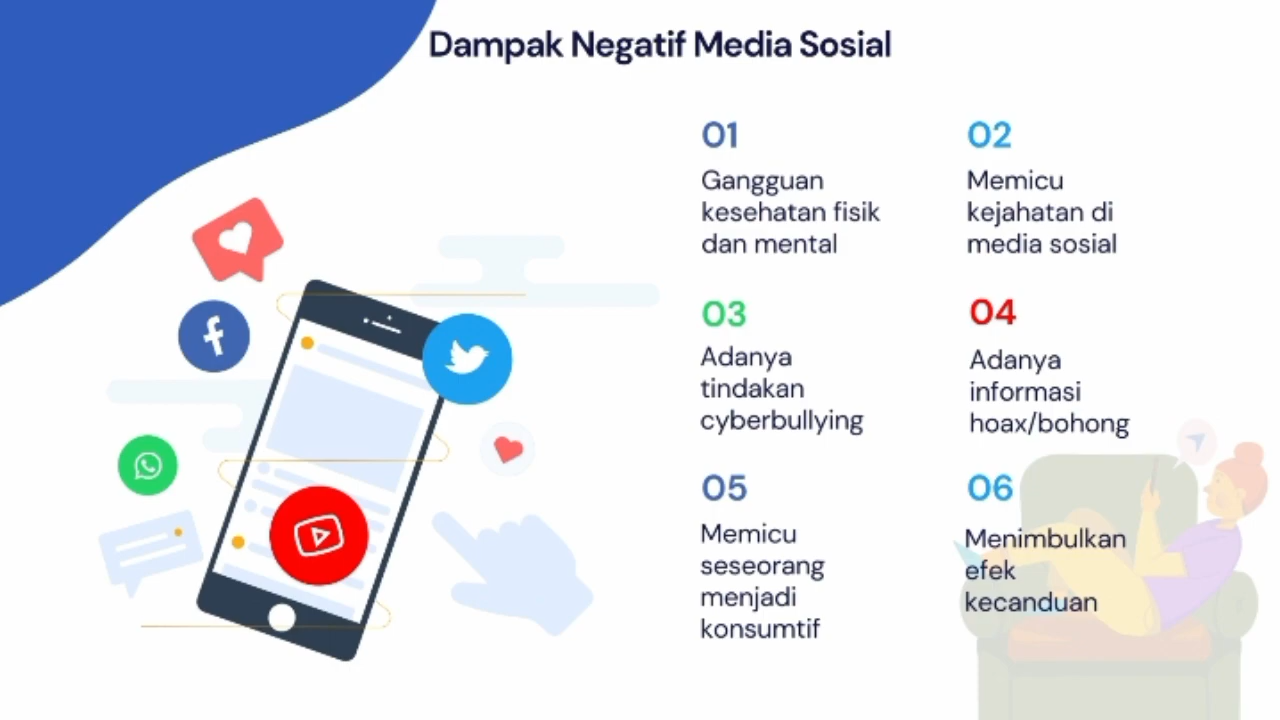 Dampak Negatif Media Sosial
01
Gangguan
kesehatan fisik
dan mental
02
Memicu
kejahatan di
media sosial
03
Adanya
tindakan
cyberbullying
04
Adanya
informasi
hoax/bohong
05
Memicu
seseorang
menjadi
konsumtif
06
Menimbulkan
efek
kecanduan